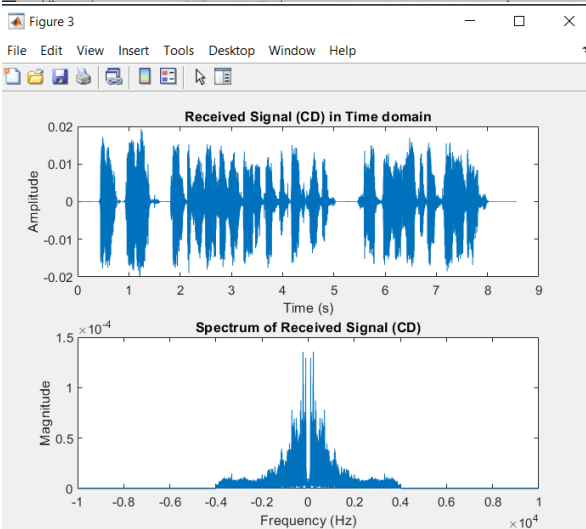 Figure 3
File Edit View Insert Tools Desktop Window Help
Received Signal (CD) in Time domain
Amplitude
0.02
0.01
0
-0.01
-0.02
0 1 2 3 4 5 6 7 8 9
Time (s)
Spectrum of Received Signal (CD)
×10-4
Magnitude
1.5
1
0.5
0
-1 -0.8 -0.6 -0.4 -0.2 0 0.2 0.4 0.6 0.8 1
Frequency (Hz)
×104